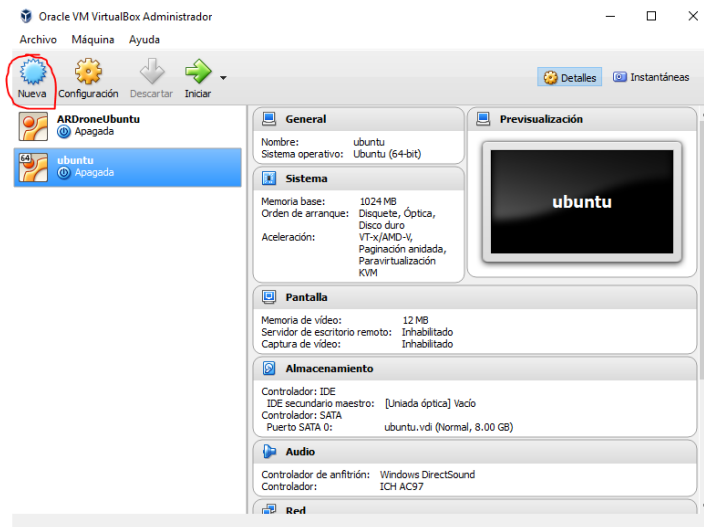 Oracle VM VirtualBox Administrador
Archivo Máquina Ayuda
Nueva Configuración Descartar Iniciar
Detalles Instantáneas
ARDroneUbuntu
Apagada
64
ubuntu
Apagada
General
Nombre: ubuntu
Sistema operativo: Ubuntu (64-bit)
Previsualización
ubuntu
Sistema
Memoria base: 1024 MB
Orden de arranque: Disquete, Óptica,
Disco duro
Aceleración: VT-x/AMD-V,
Paginación anidada,
Paravirtualización
KVM
Pantalla
Memoria de vídeo: 12 MB
Servidor de escritorio remoto: Inhabilitado
Captura de vídeo: Inhabilitado
Almacenamiento
Controlador: IDE
IDE secundario maestro: [Uniada óptica] Vacío
Controlador: SATA
Puerto SATA 0: ubuntu.vdi (Normal, 8.00 GB)
Audio
Controlador de anfitrión: Windows DirectSound
Controlador: ICH AC97
Red